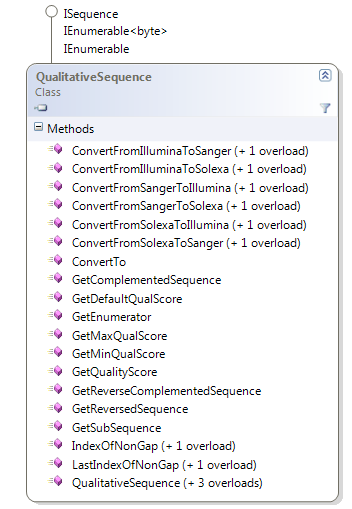 ISequence
IEnumerable<byte>
IEnumerable
QualitativeSequence
Class
Methods
ConvertFromIlluminaToSanger (+ 1 overload)
ConvertFromIlluminaToSolexa (+ 1 overload)
ConvertFromSangerToIllumina (+ 1 overload)
ConvertFromSangerToSolexa (+ 1 overload)
ConvertFromSolexaToIllumina (+ 1 overload)
ConvertFromSolexaToSanger (+ 1 overload)
ConvertTo
GetComplementedSequence
GetDefaultQualScore
GetEnumerator
GetMaxQualScore
GetMinQualScore
GetQualityScore
GetReverseComplementedSequence
GetReversedSequence
GetSubSequence
IndexOfNonGap (+ 1 overload)
LastIndexOfNonGap (+ 1 overload)
QualitativeSequence (+ 3 overloads)